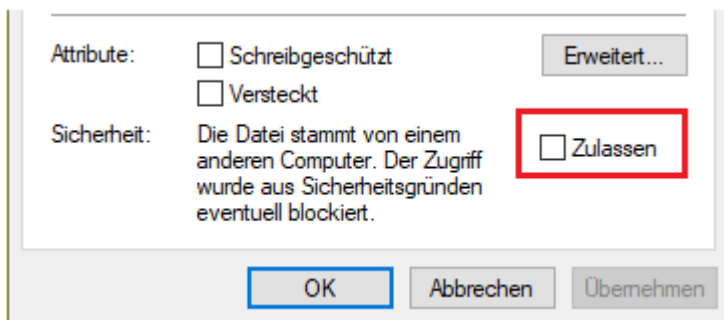 Attribute: Schreibgeschützt Erweitert...
Versteckt
Sicherheit: Die Datei stammt von einem
anderen Computer. Der Zugriff
wurde aus Sicherheitsgründen
eventuell blockiert.
Zulassen
OK Abbrechen Übernehmen